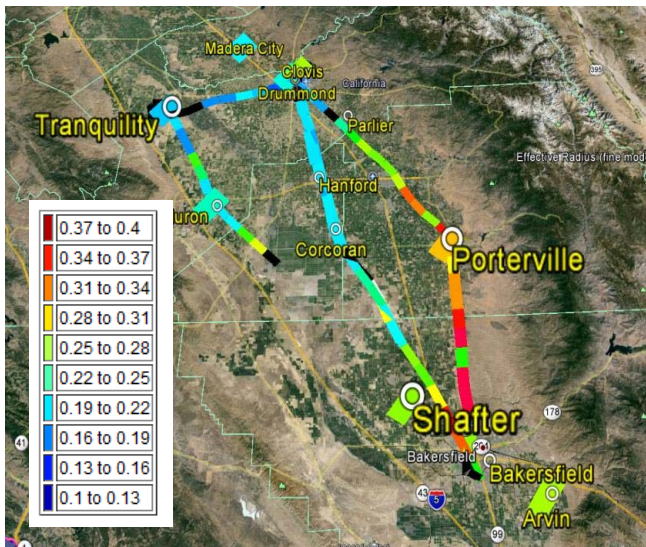 Madera City
Clovis
California
Drummond
395
Tranquility
Parlier
Effective Radius (fine mode
Hanford
uron
Corcoran
0.37 to 0.4
0.34 to 0.37
0.31 to 0.34
0.28 to 0.31
0.25 to 0.28
0.22 to 0.25
0.19 to 0.22
0.16 to 0.19
0.13 to 0.16
0.1 to 0.13
Porterville
Shafter
178
41
204
Bakersfield
Bakersfield
43
5
99
Arvin
223